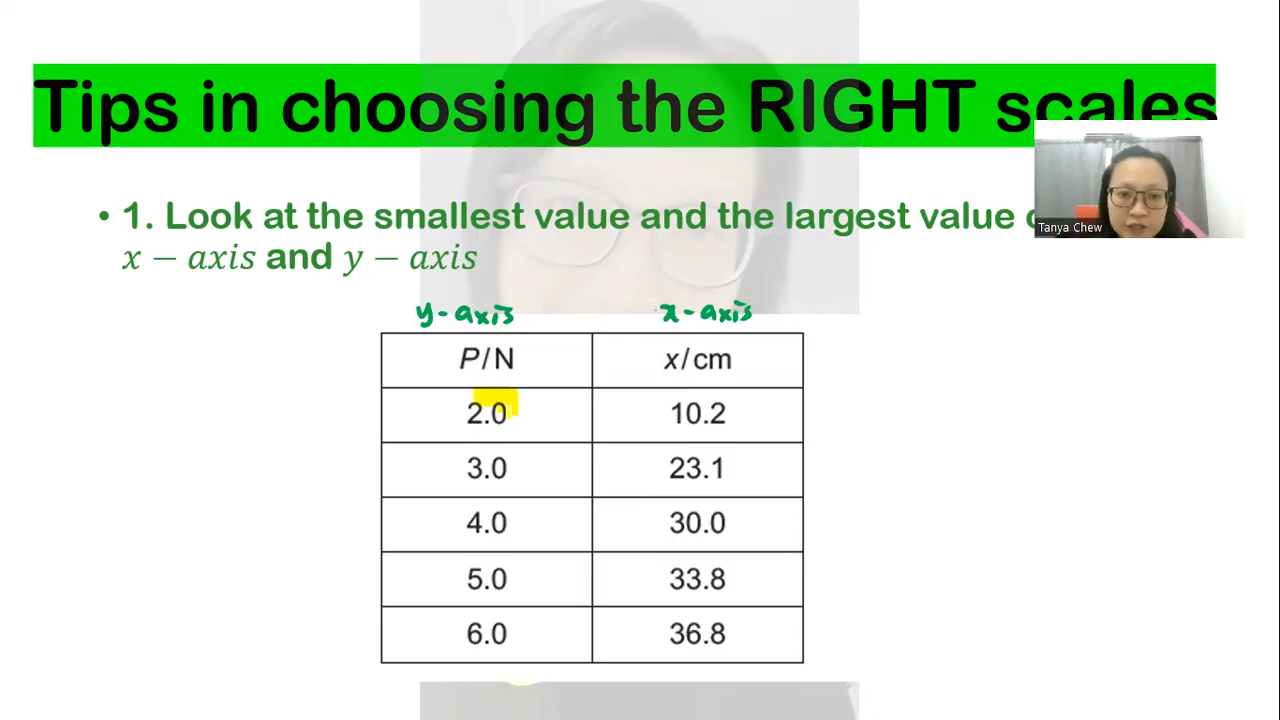 Tips in choosing the RIGHT scales
• 1. Look at the smallest value and the largest value
Tanya Chew
x − axis and y − axis
y-axis x-axis
P/N x/cm
2.0 10.2
3.0 23.1
4.0 30.0
5.0 33.8
6.0 36.8